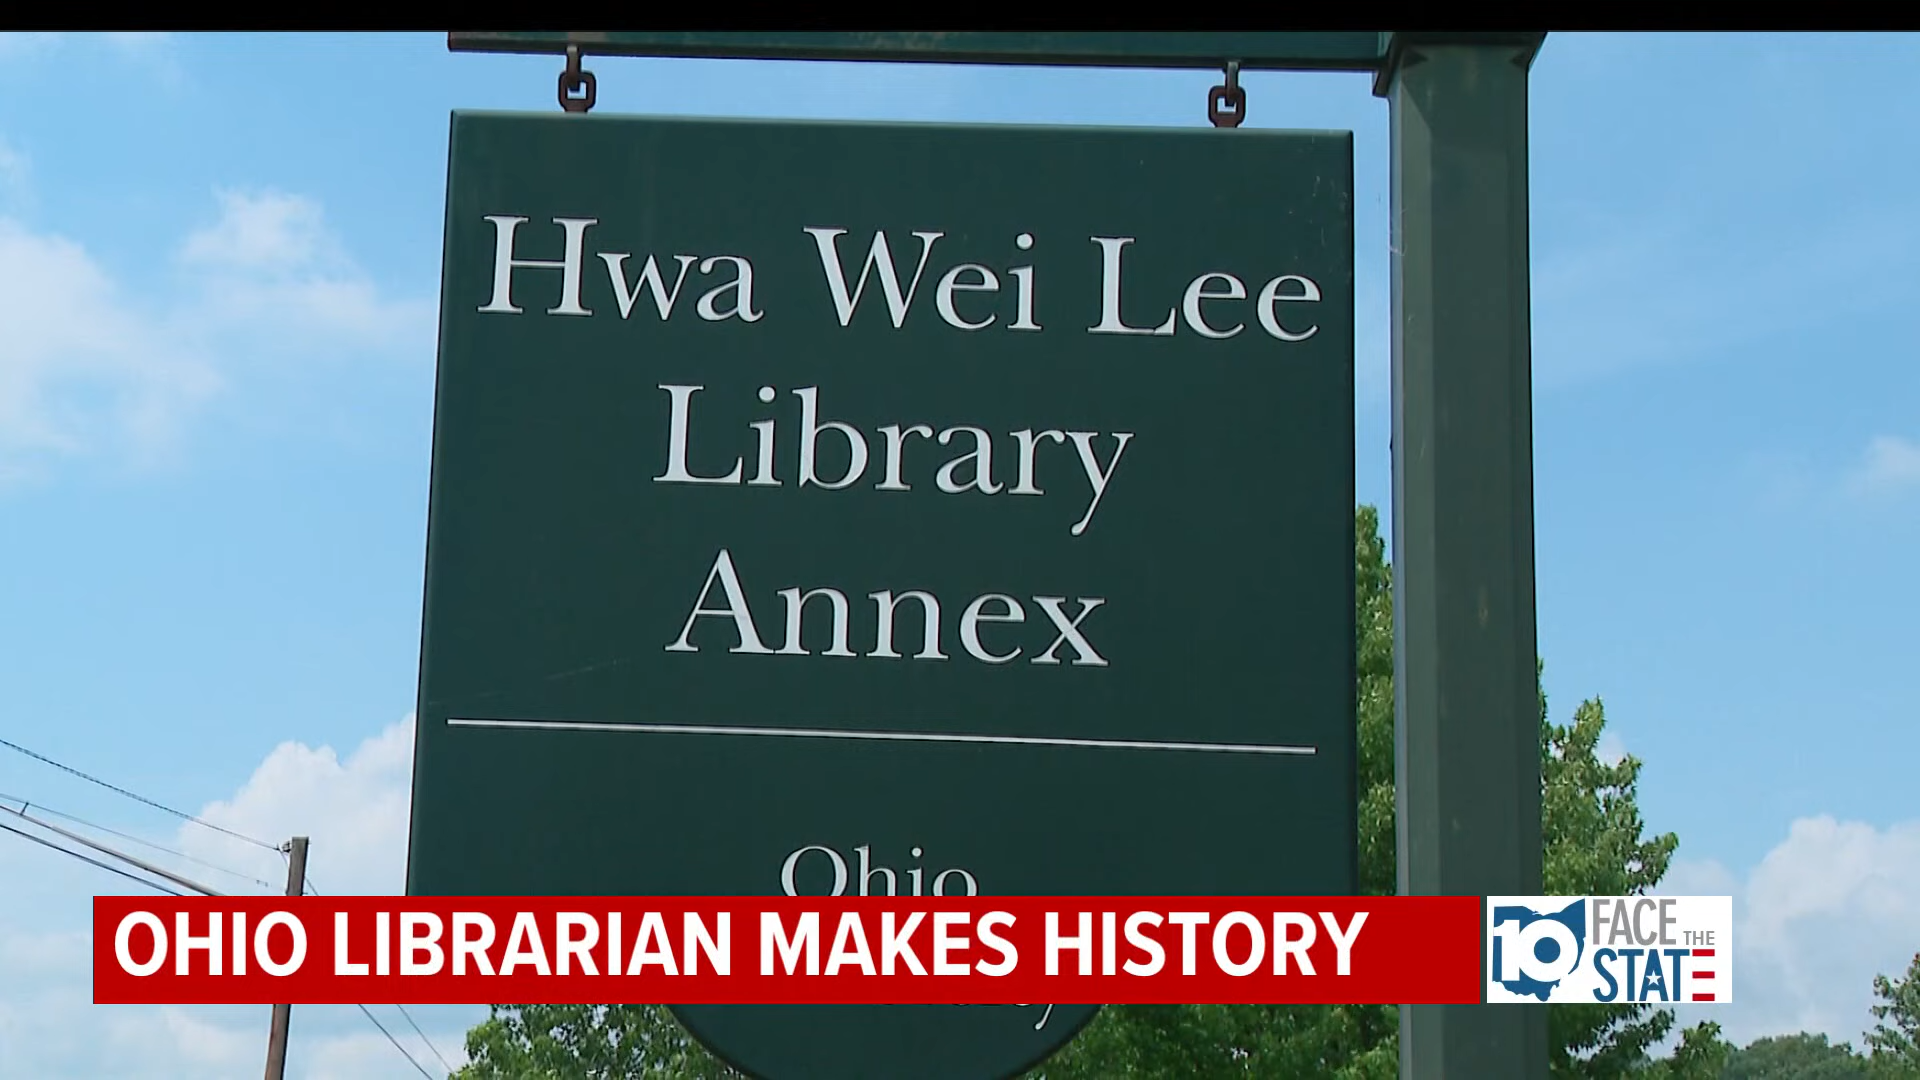 Hwa Wei Lee
Library
Annex
Ohio
OHIO LIBRARIAN MAKES HISTORY
10
FACE THE
STATE